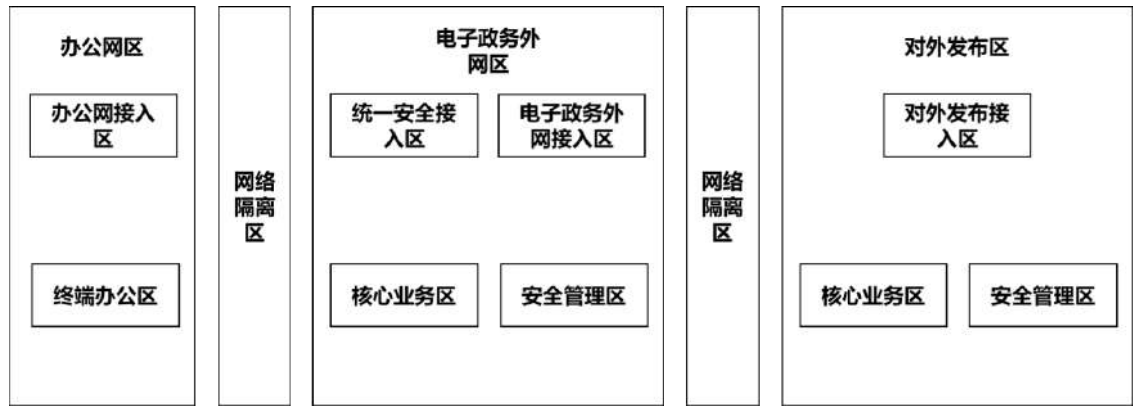 办公网区
办公网接入
区
终端办公区
网络
隔离
区
电子政务外
网区
统一安全接
入区
电子政务外
网接入区
核心业务区
安全管理区
网络
隔离
区
对外发布区
对外发布接
入区
核心业务区
安全管理区